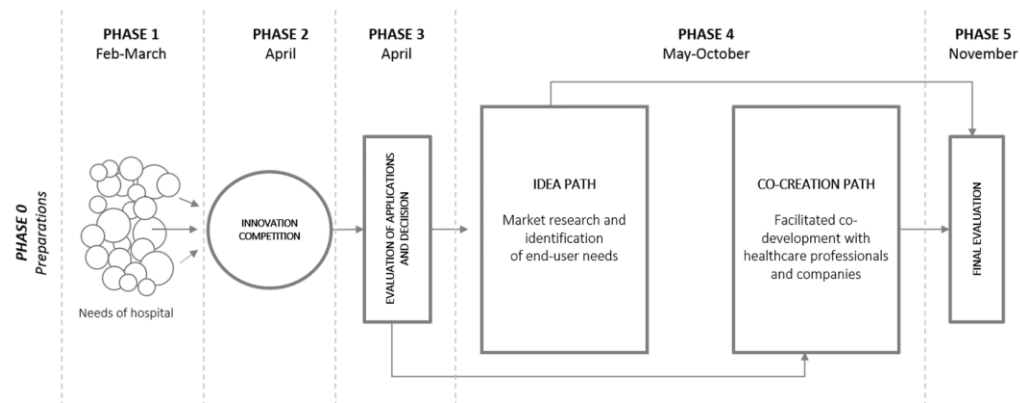 PHASE 0
Preparations
PHASE 1
Feb-March
Needs of hospital
PHASE 2
April
INNOVATION
COMPETITION
PHASE 3
April
EVALUATION OF APPLICATIONS
AND DECISION
PHASE 4
May-October
IDEA PATH
Market research and
identification
of end-user needs
CO-CREATION PATH
Facilitated co-
development with
healthcare professionals
and companies
PHASE 5
November
FINAL EVALUATION